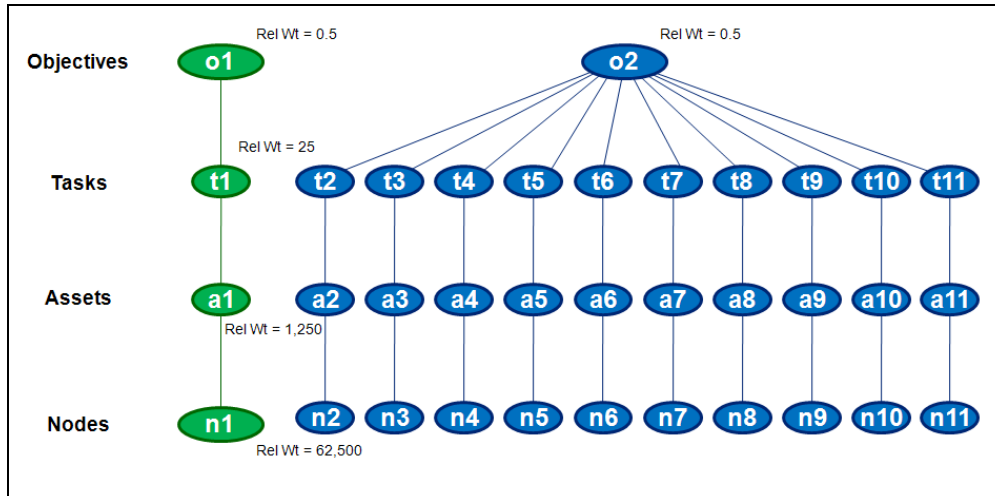 Rel Wt = 0.5 Rel Wt = 0.5
Objectives o1 o2
Rel Wt = 25
Tasks t1 t2 t3 t4 t5 t6 t7 t8 t9 t10 t11
Assets a1 a2 a3 a4 a5 a6 a7 a8 a9 a10 a11
Rel Wt = 1,250
Nodes n1 n2 n3 n4 n5 n6 n7 n8 n9 n10 n11
Rel Wt = 62,500